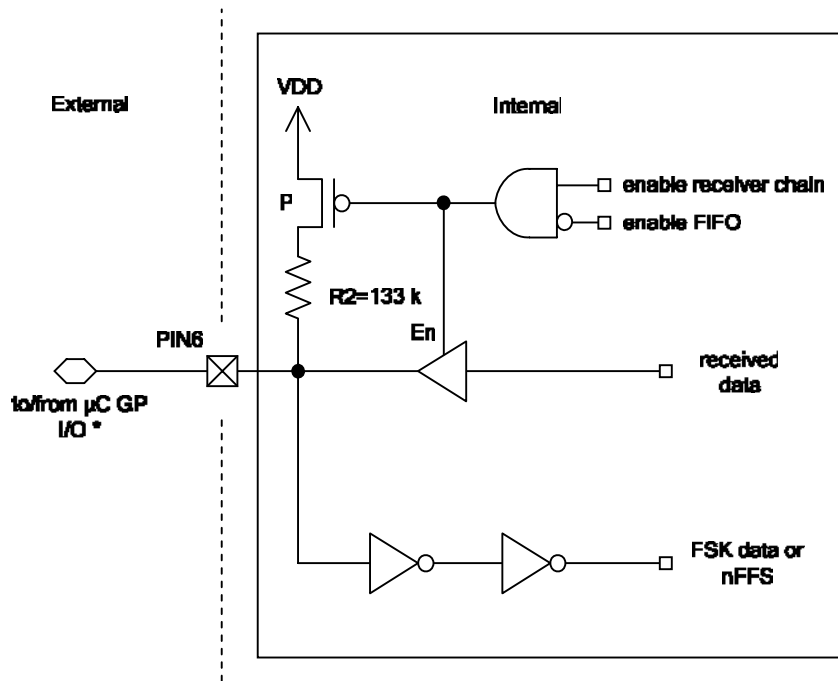 External
VDD
Internal
P
enable receiver chain
enable FIFO
R2=133 k
PIN6
En
received
data
to/from µC GP
I/O *
FSK data or
nFFS